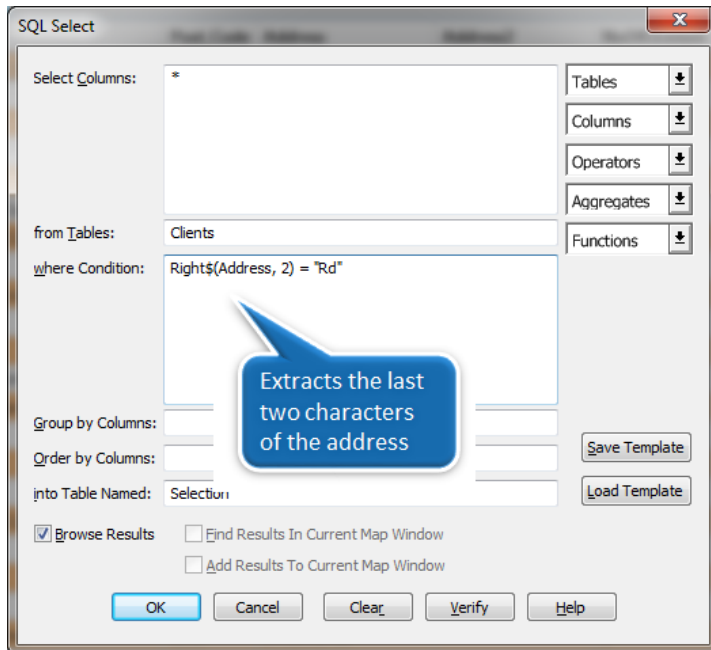 SQL Select
Select Columns:
*
Tables
Columns
Operators
Aggregates
from Tables:
Clients
Functions
where Condition:
Right$(Address, 2) = "Rd"
Extracts the last
two characters
of the address
Group by Columns:
Order by Columns:
Save Template
into Table Named:
Selection
Load Template
Browse Results
Find Results In Current Map Window
Add Results To Current Map Window
OK
Cancel
Clear
Verify
Help